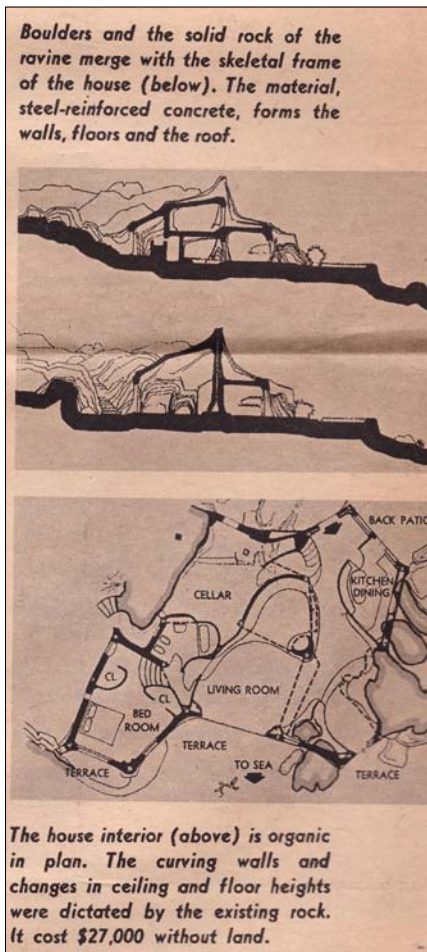 Boulders and the solid rock of the
ravine merge with the skeletal frame
of the house (below). The material,
steel-reinforced concrete, forms the
walls, floors and the roof.
BACK PATIO
CELLAR
KITCHEN
DINING
CL
LIVING ROOM
CL
BED
ROOM
TERRACE
TO SEA
TERRACE
TERRACE
The house interior (above) is organic
in plan. The curving walls and
changes in ceiling and floor heights
were dictated by the existing rock.
It cost $27,000 without land.